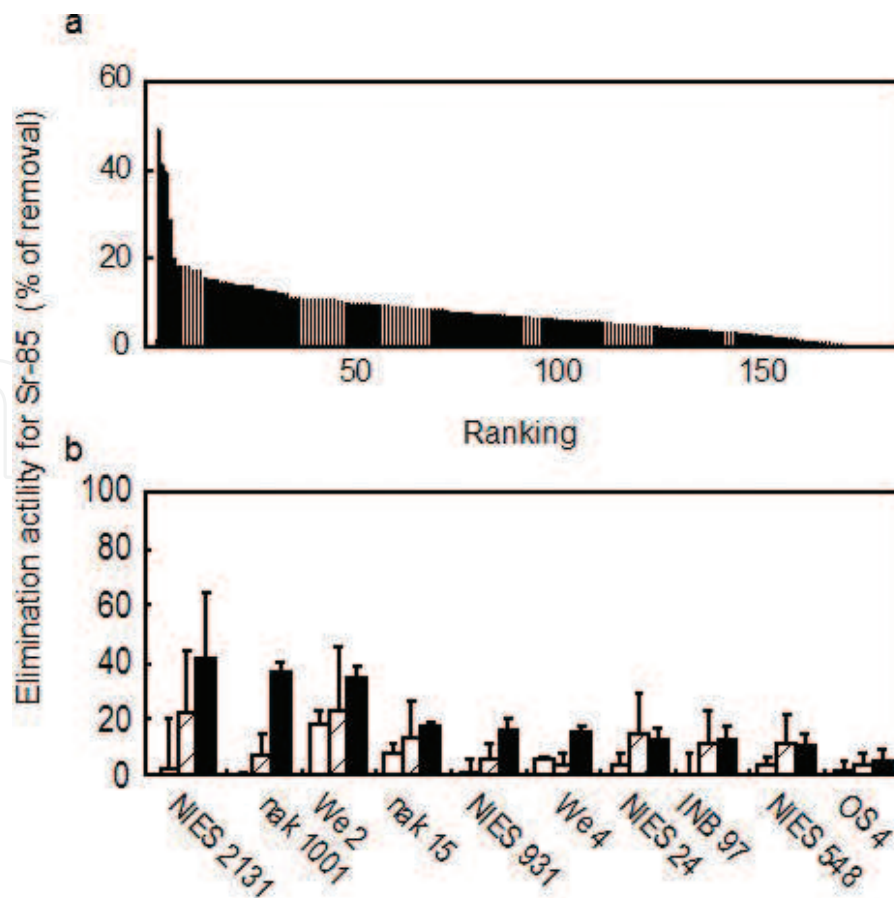 a
Elimination actility for Sr-85 (% of removal)
60
40
20
0
50
100
150
Ranking
b
100
80
60
40
20
0
NIES 2131
nak 1001
We 2
nak 15
NIES 931
We 4
NIES 24
INB 97
NIES 548
OS 4